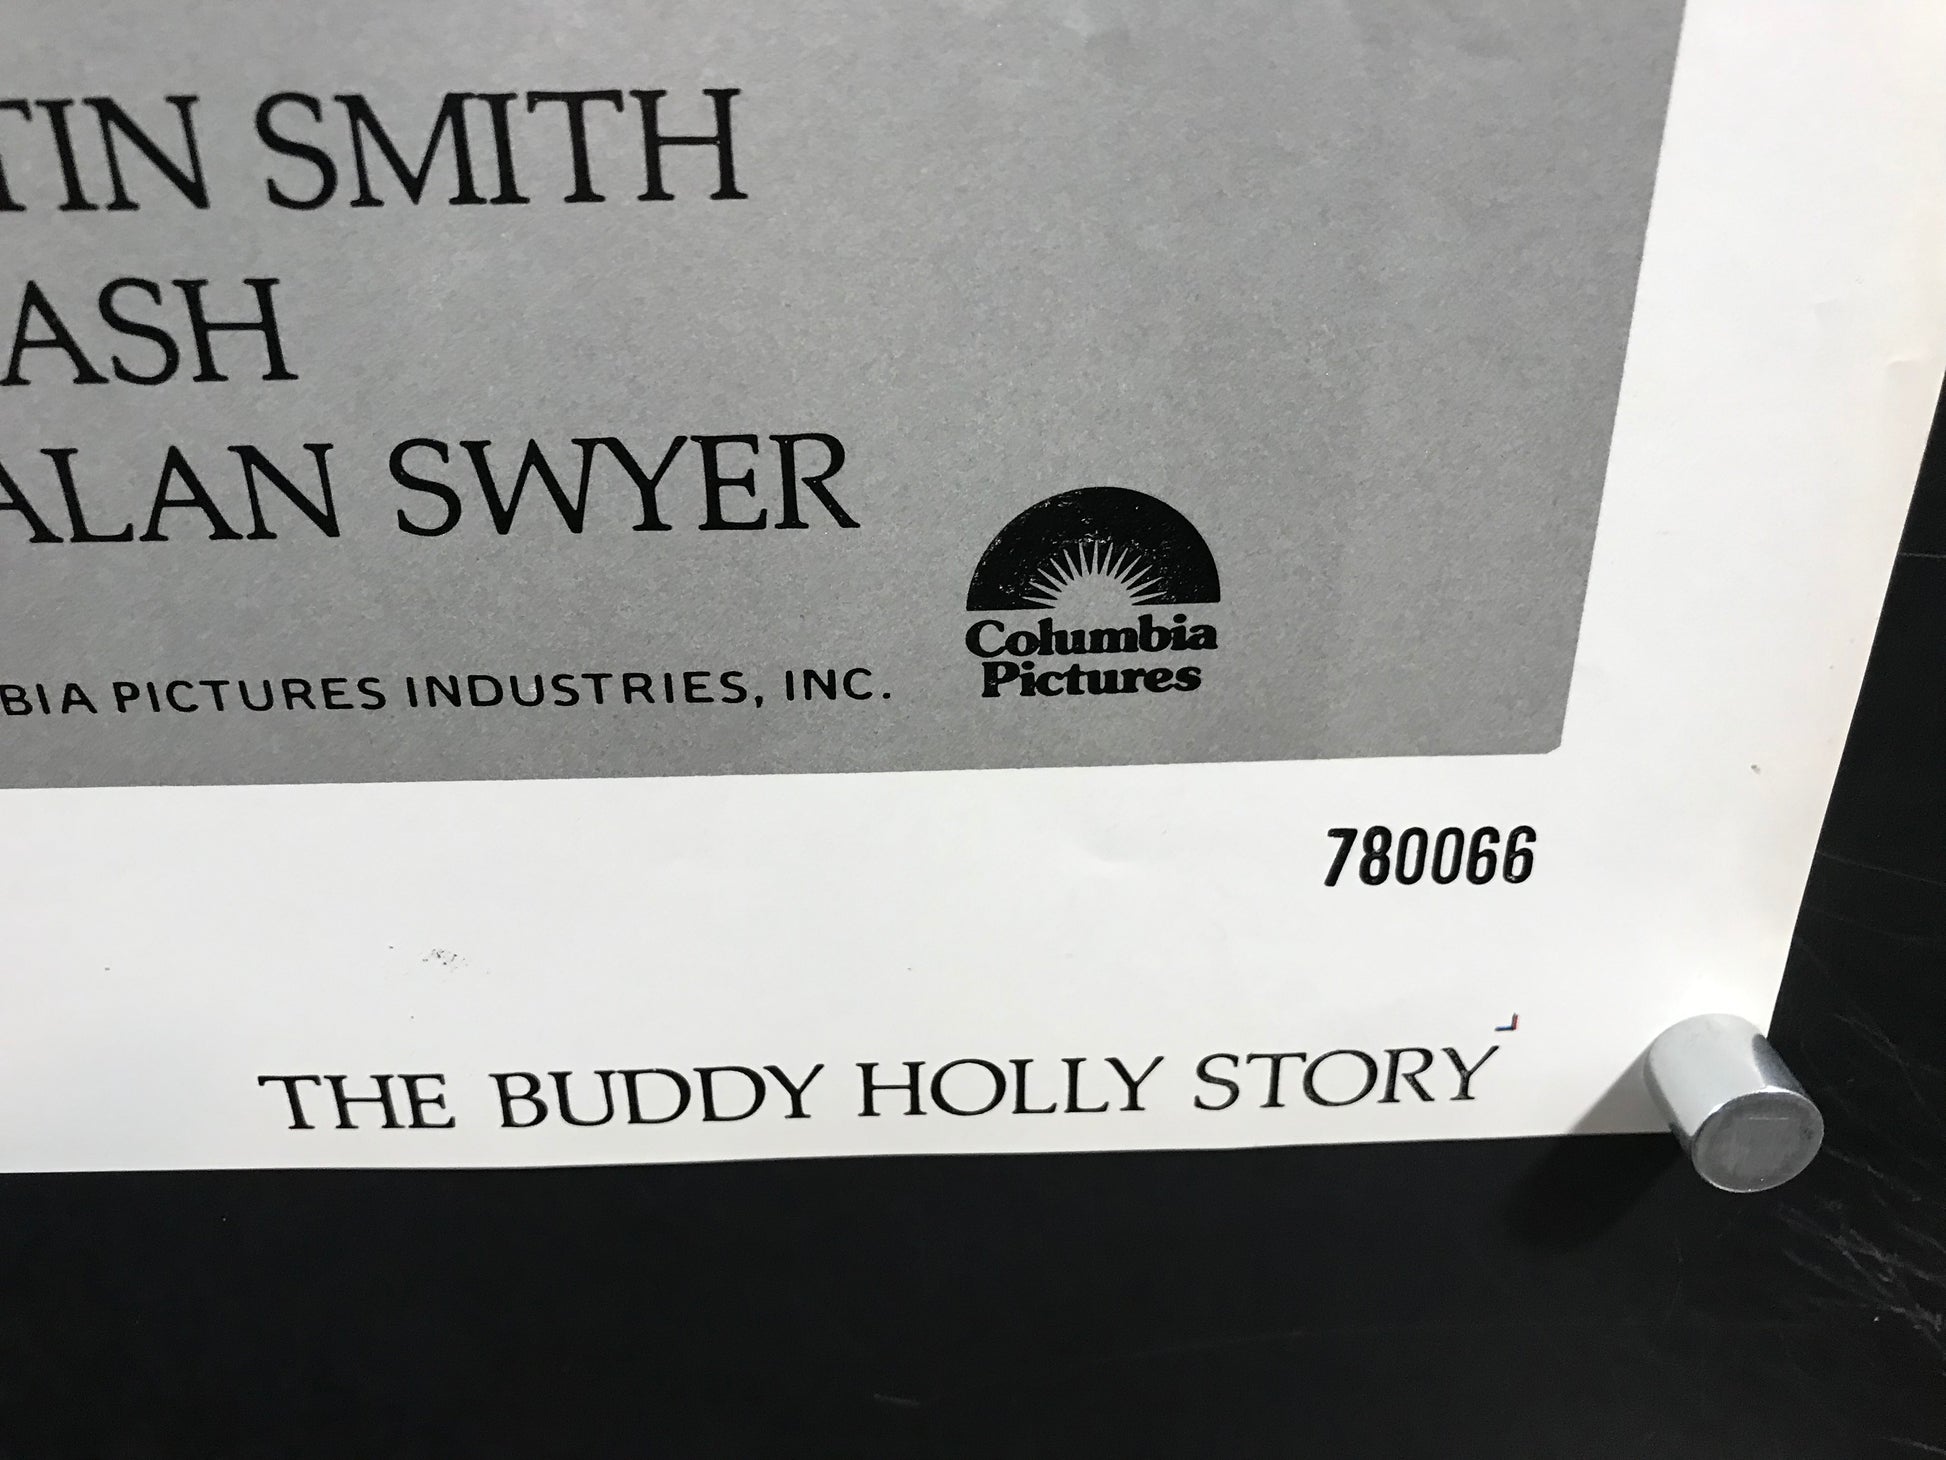 TIN SMITH
ASH
ALAN SWYER
BIA PICTURES INDUSTRIES, INC.
Columbia
Pictures
780066
THE BUDDY HOLLY STORY